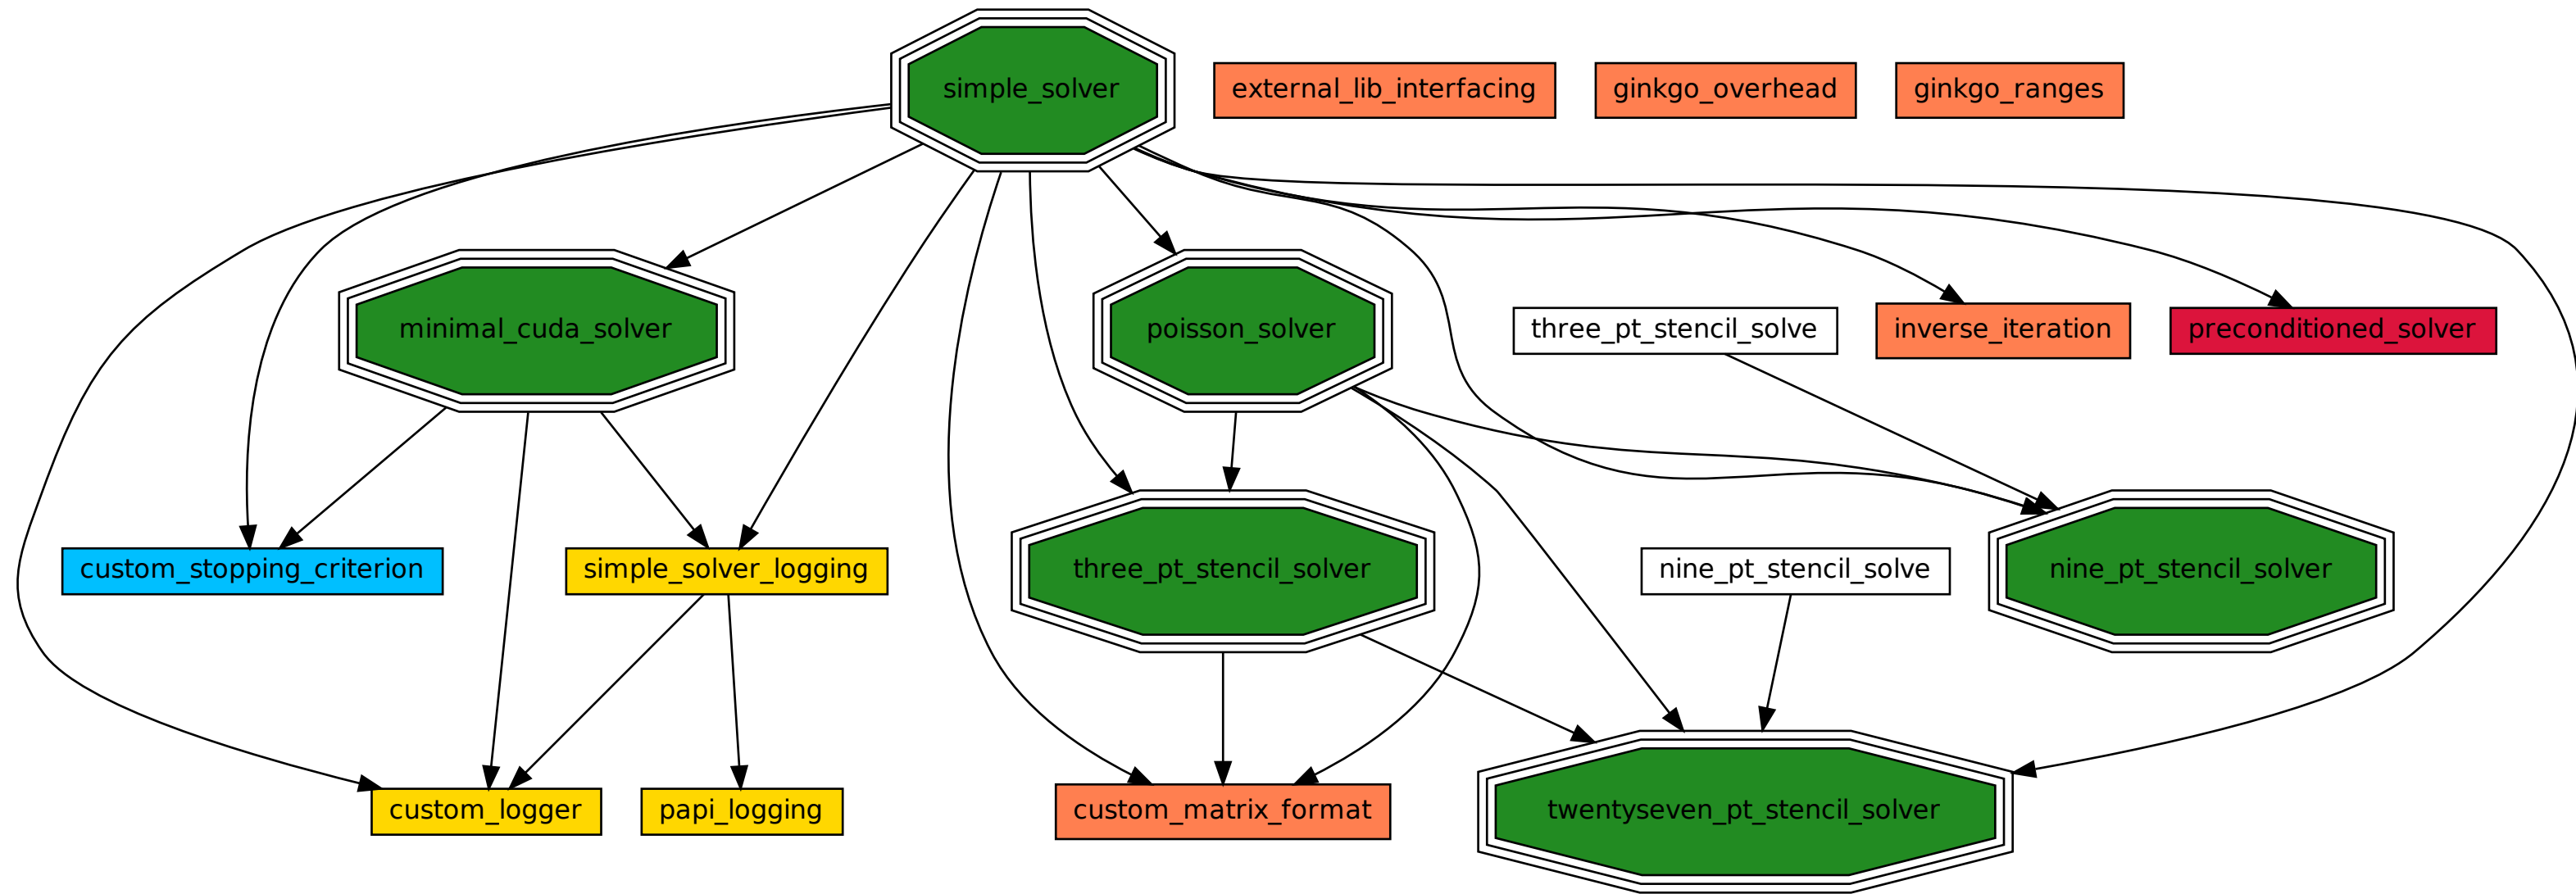 simple_solver
external_lib_interfacing
ginkgo_overhead
ginkgo_ranges
minimal_cuda_solver
poisson_solver
three_pt_stencil_solve
inverse_iteration
preconditioned_solver
custom_stopping_criterion
simple_solver_logging
three_pt_stencil_solver
nine_pt_stencil_solve
nine_pt_stencil_solver
custom_logger
papi_logging
custom_matrix_format
twentyseven_pt_stencil_solver